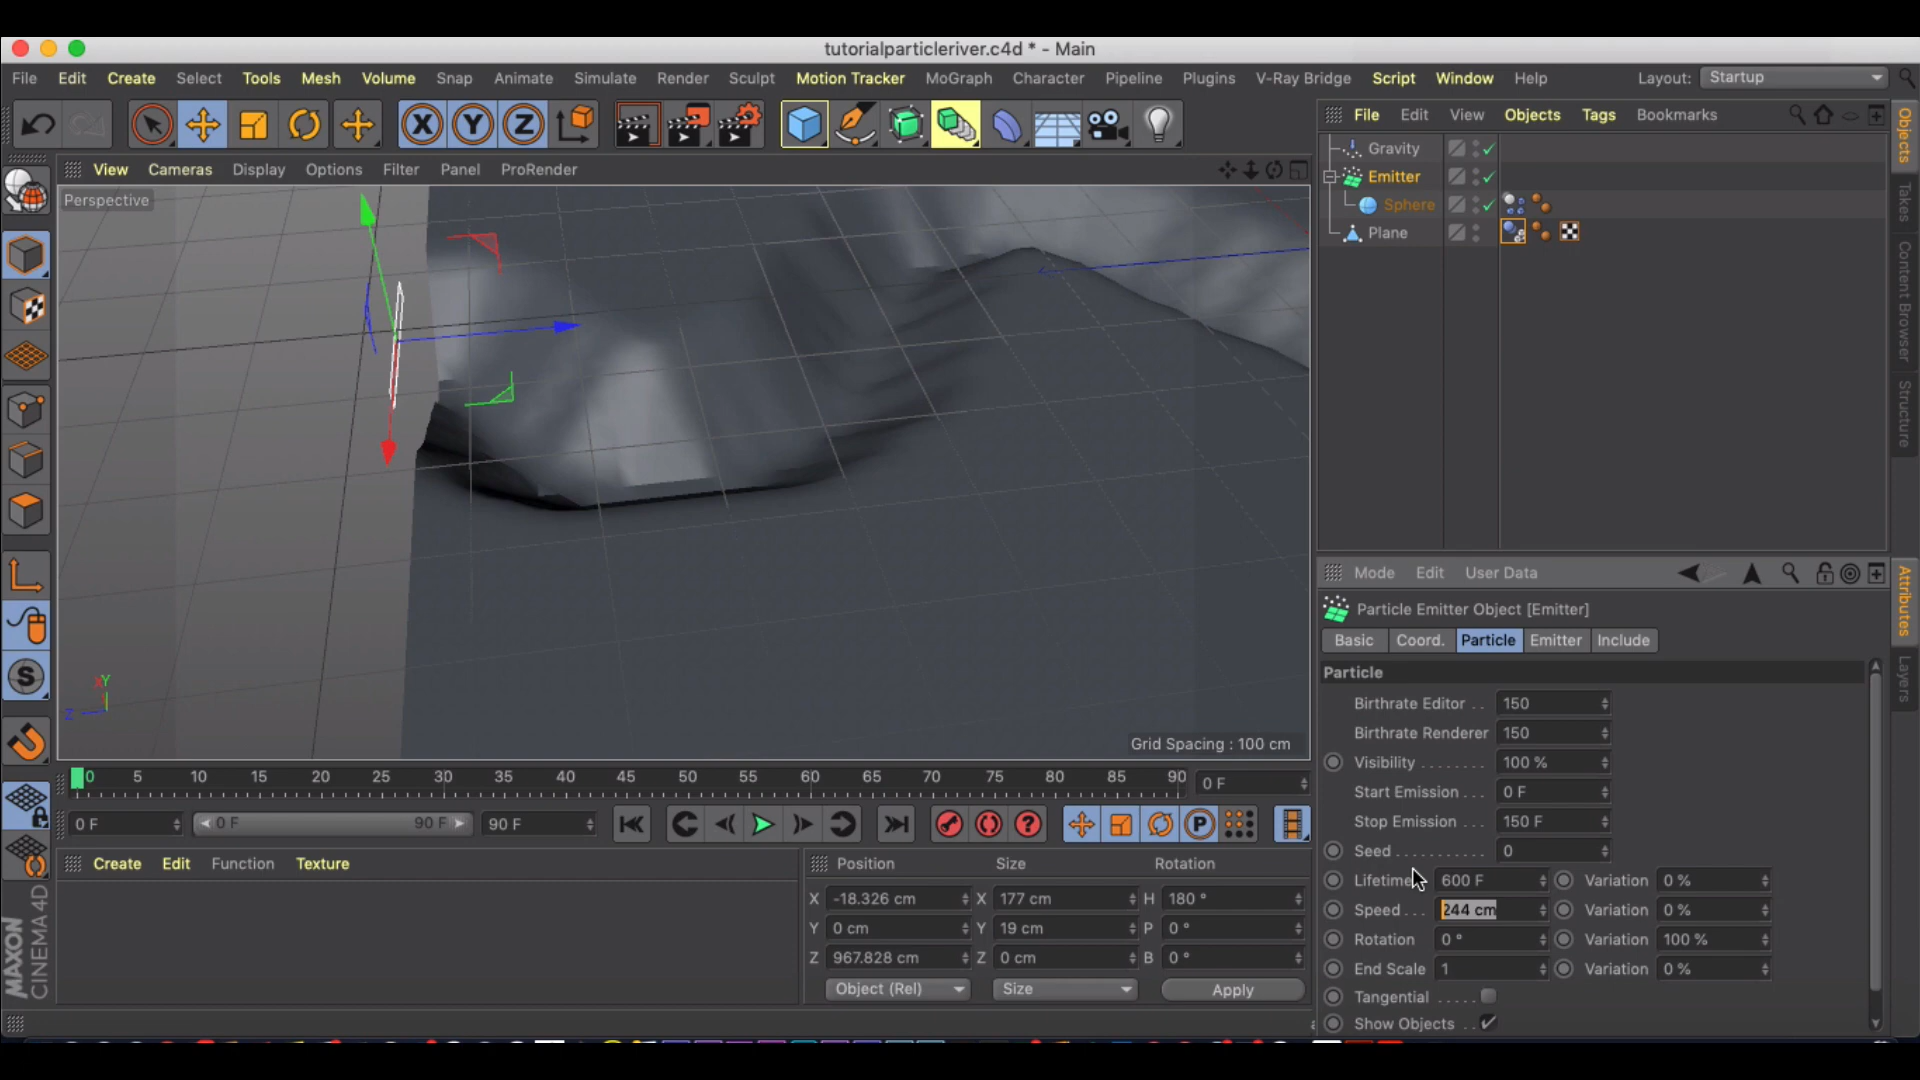 tutorialparticleriver.c4d * - Main
File Edit Create Select Tools Mesh Volume Snap Animate Simulate Render Sculpt Motion Tracker MoGraph Character Pipeline Plugins V-Ray Bridge Script Window Help Layout: Startup
File Edit View Objects Tags Bookmarks
View Cameras Display Options Filter Panel ProRender
Perspective
Gravity
Emitter
Sphere
Plane
Objects
Takes
Content Browser
Structure
X Y Z
Y
X
Z
Grid Spacing : 100 cm
0 5 10 15 20 25 30 35 40 45 50 55 60 65 70 75 80 85 90 0 F
0 F 0 F 90 F 90 F
P
S
Create Edit Function Texture
Position Size Rotation
X -18.326 cm X 177 cm H 180 °
Y 0 cm Y 19 cm P 0 °
Z 967.828 cm Z 0 cm B 0 °
Object (Rel) Size Apply
MAXON
CINEMA4D
Mode Edit User Data
Particle Emitter Object [Emitter]
Basic Coord. Particle Emitter Include
Particle
Birthrate Editor . . 150
Birthrate Renderer 150
Visibility . . . . . . . . 100 %
Start Emission . . . 0 F
Stop Emission . . . 150 F
Seed . . . . . . . . . . . 0
Lifetime 600 F Variation 0 %
Speed . . . 244 cm Variation 0 %
Rotation 0 ° Variation 100 %
End Scale 1 Variation 0 %
Tangential . . . . .
Show Objects . .
Attributes
Layers